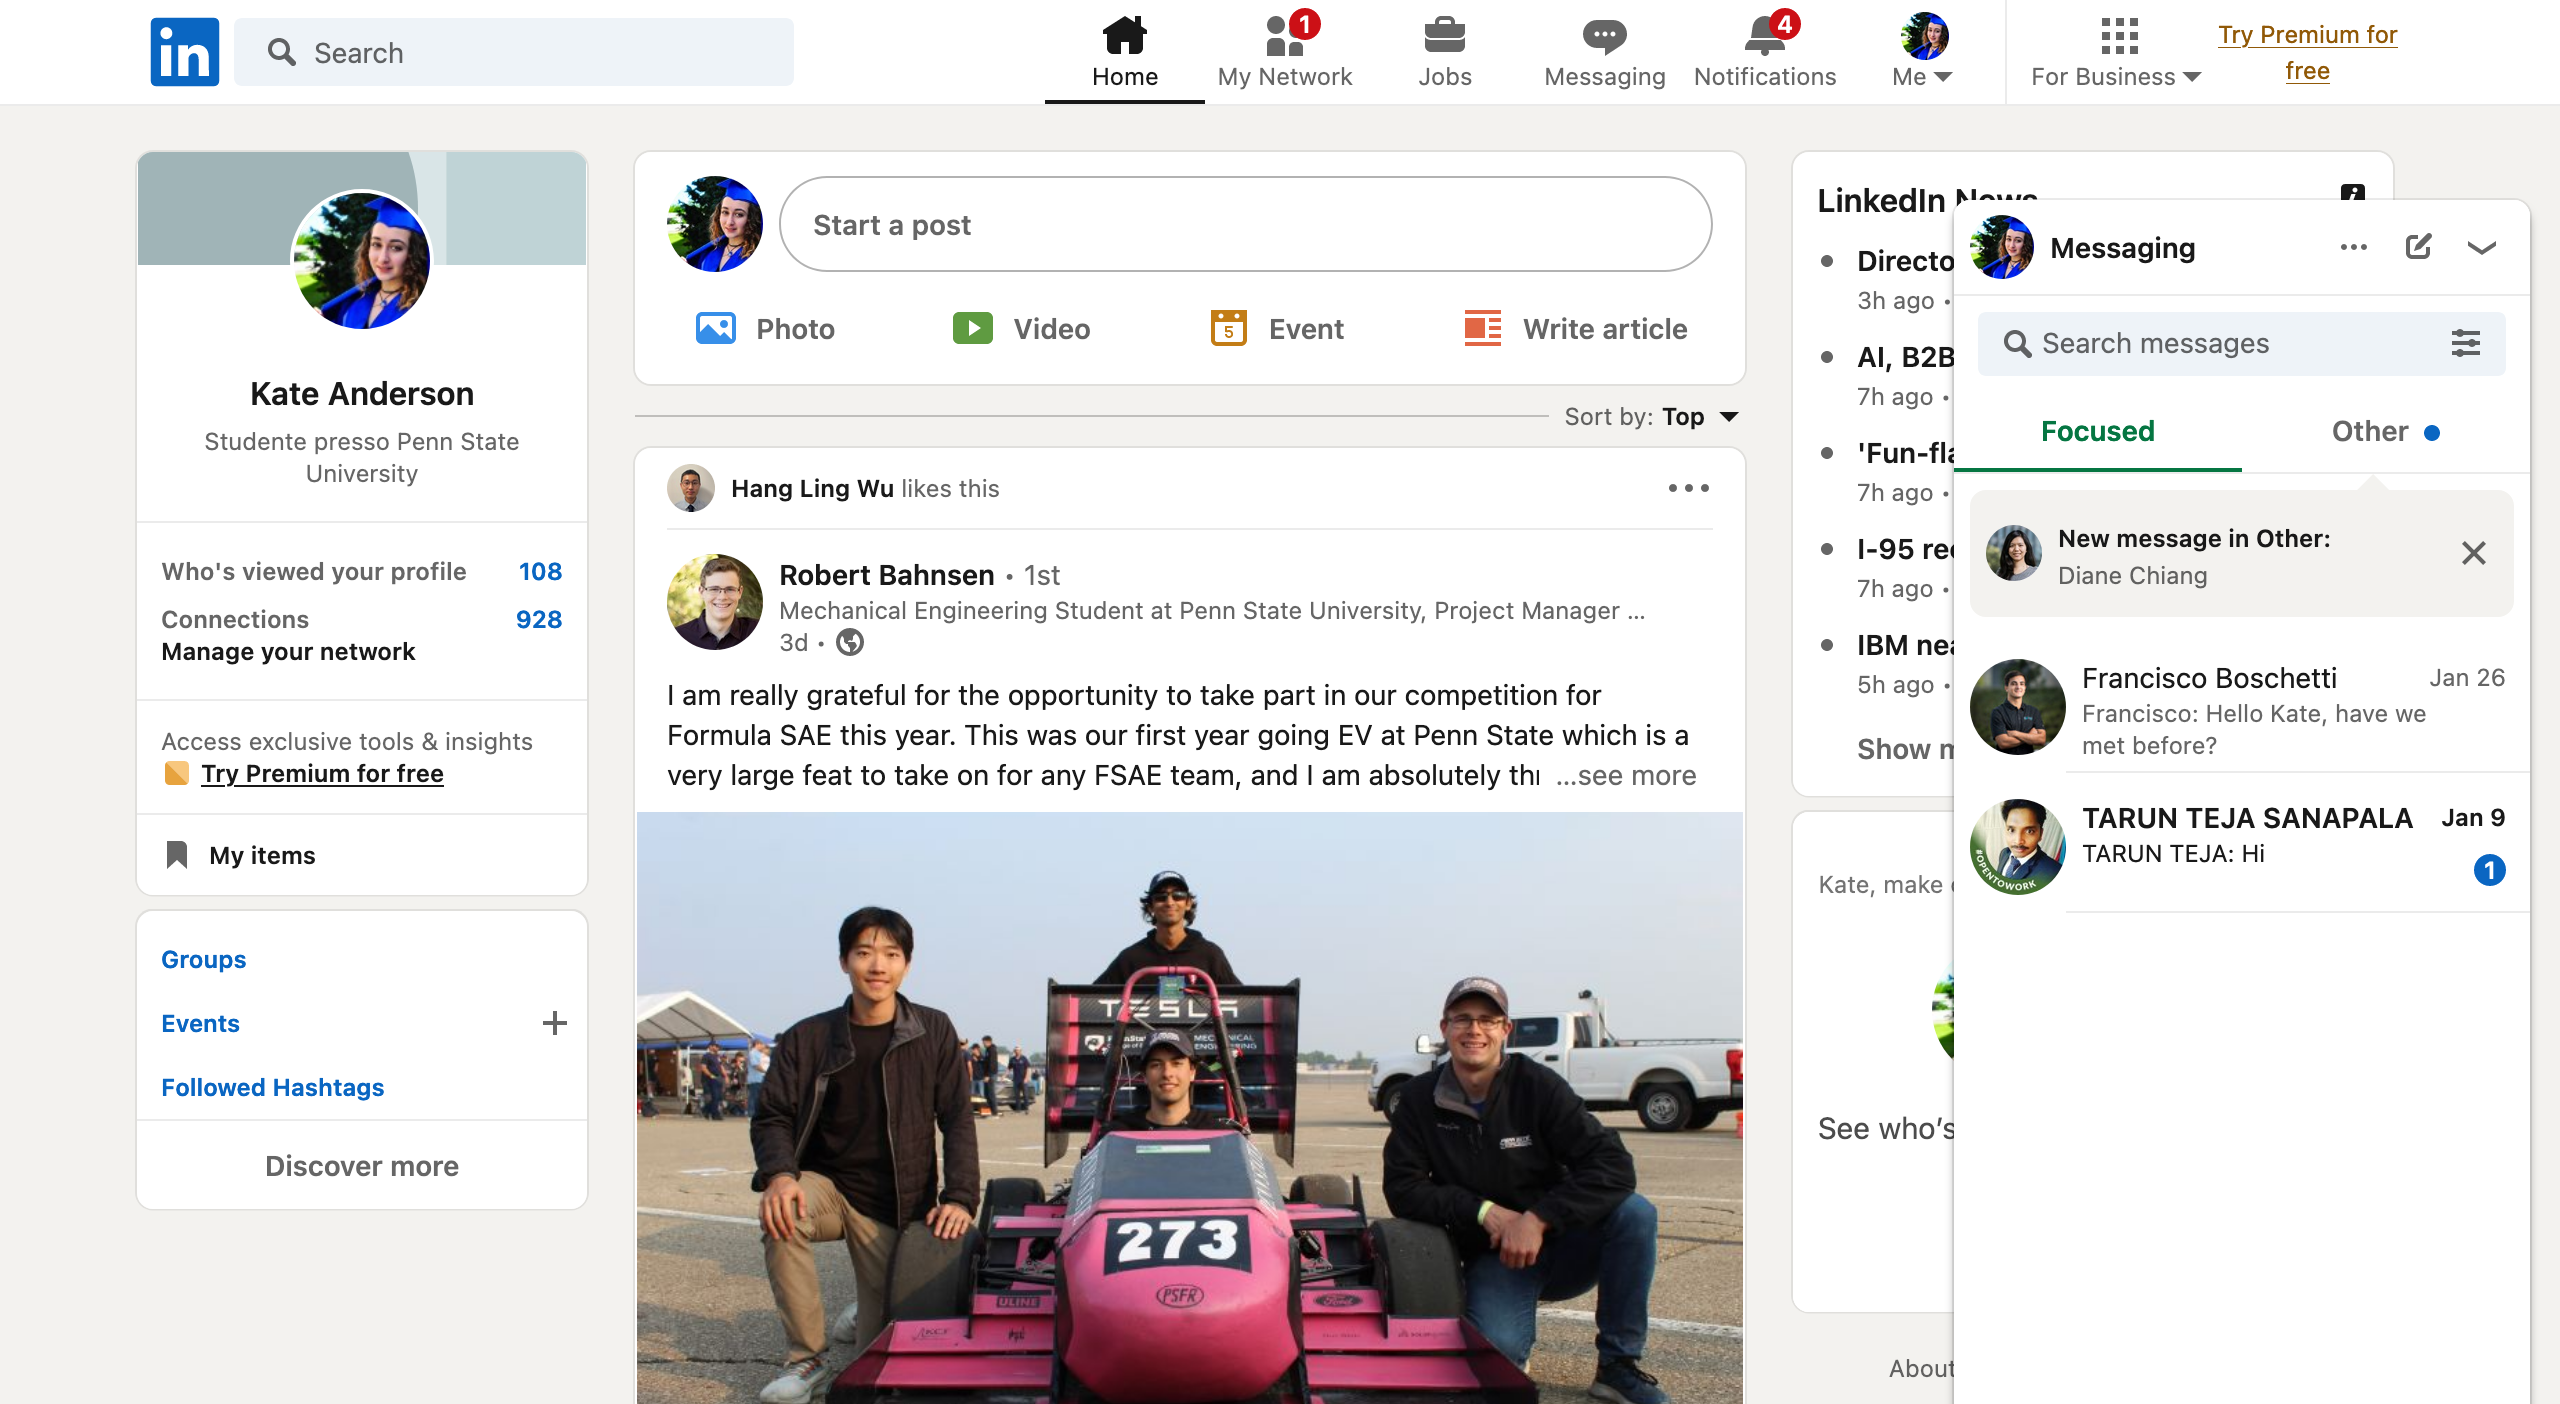 in
Search
Home
1
My Network
Jobs
Messaging
4
Notifications
Me
For Business
Try Premium for
free
Kate Anderson
Studente presso Penn State
University
Who's viewed your profile 108
Connections 928
Manage your network
Access exclusive tools & insights
Try Premium for free
My items
Groups
Events
Followed Hashtags
Discover more
Start a post
Photo
Video
5
Event
Write article
Sort by: Top
Hang Ling Wu likes this
Robert Bahnsen • 1st
Mechanical Engineering Student at Penn State University, Project Manager ...
3d •
I am really grateful for the opportunity to take part in our competition for
Formula SAE this year. This was our first year going EV at Penn State which is a
very large feat to take on for any FSAE team, and I am absolutely thr ...see more
TESLA
MECHANICAL
ENGINEERING
273
PSFR
ULINE
Ford
KCF
LinkedIn News
Directo
3h ago •
AI, B2B
7h ago •
'Fun-fla
7h ago •
I-95 re
7h ago •
IBM nea
5h ago •
Show m
Kate, make
See who's
About
Messaging
Search messages
Focused
Other
New message in Other:
Diane Chiang
Francisco Boschetti Jan 26
Francisco: Hello Kate, have we
met before?
#OPENTOWORK
TARUN TEJA SANAPALA Jan 9
TARUN TEJA: Hi
1